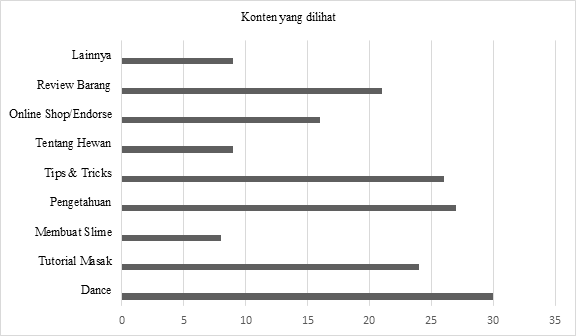 Konten yang dilihat
Lainnya
Review Barang
Online Shop/Endorse
Tentang Hewan
Tips & Tricks
Pengetahuan
Membuat Slime
Tutorial Masak
Dance
0 5 10 15 20 25 30 35